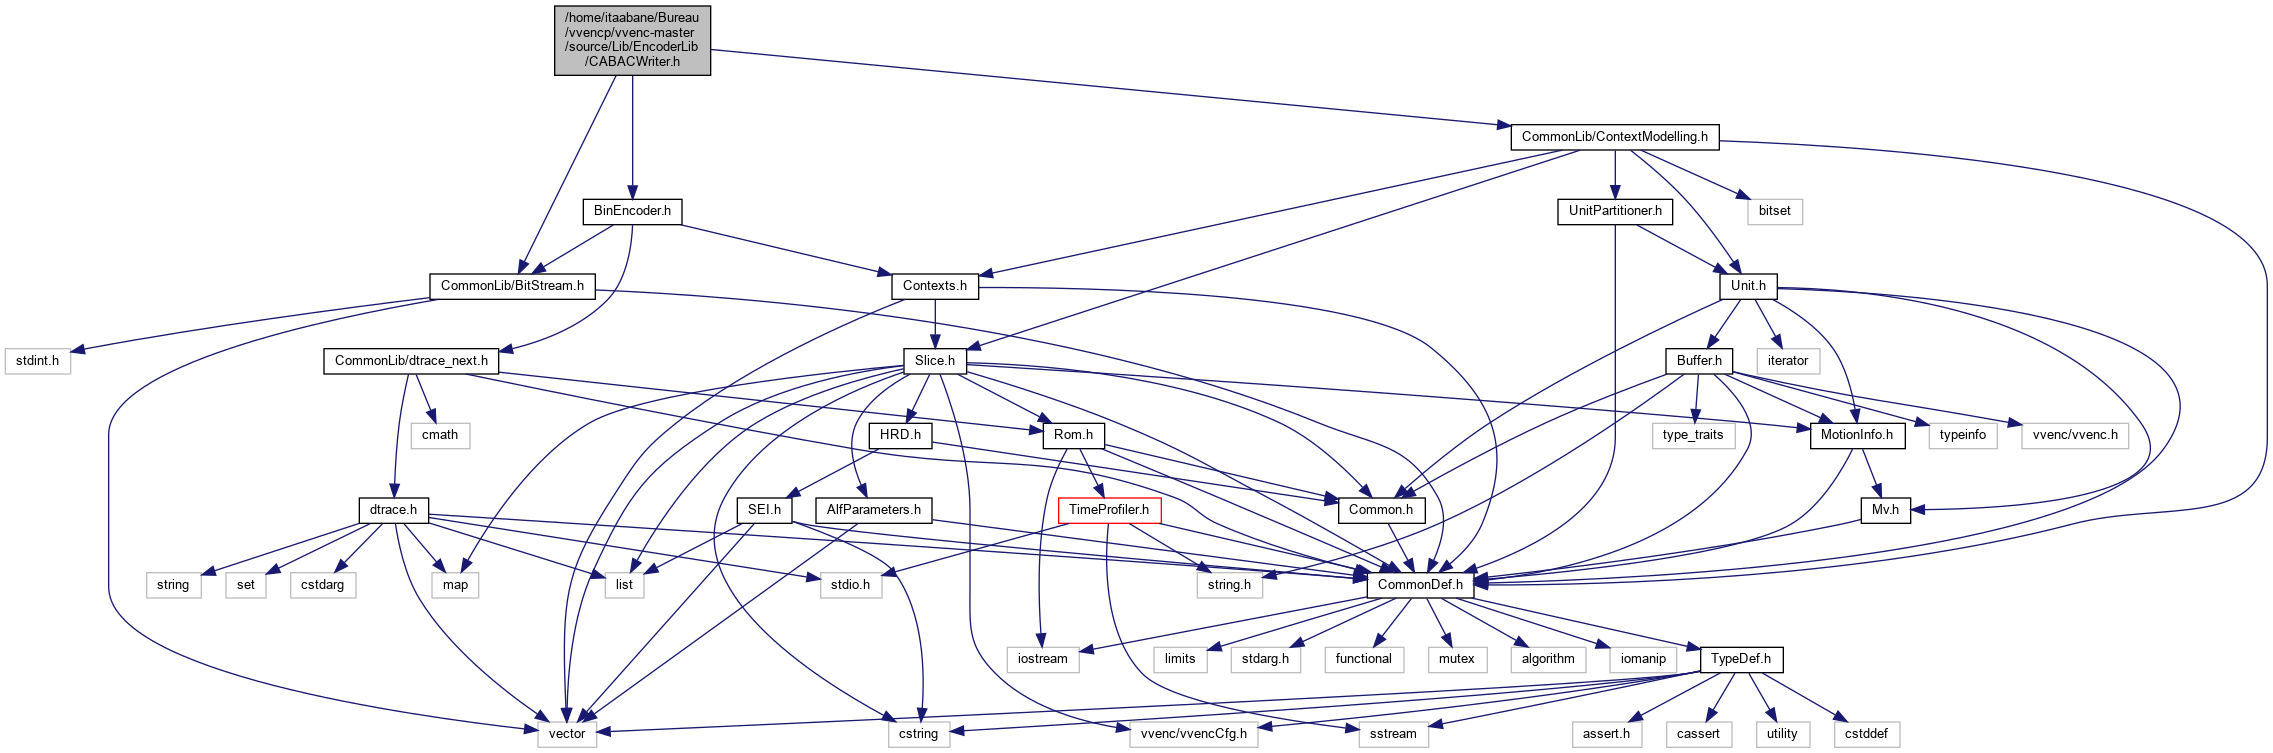 /home/itaabane/Bureau
/vvencp/vvenc-master
/source/Lib/EncoderLib
/CABACWriter.h
CommonLib/ContextModelling.h
BinEncoder.h
UnitPartitioner.h
bitset
CommonLib/BitStream.h
Contexts.h
Unit.h
stdint.h
CommonLib/dtrace_next.h
Slice.h
Buffer.h
iterator
cmath
HRD.h
Rom.h
type_traits
MotionInfo.h
typeinfo
vvenc/vvenc.h
dtrace.h
SEI.h
AlfParameters.h
TimeProfiler.h
Common.h
Mv.h
string
set
cstdarg
map
list
stdio.h
string.h
CommonDef.h
iostream
limits
stdarg.h
functional
mutex
algorithm
iomanip
TypeDef.h
vector
cstring
vvenc/vvencCfg.h
sstream
assert.h
cassert
utility
cstddef